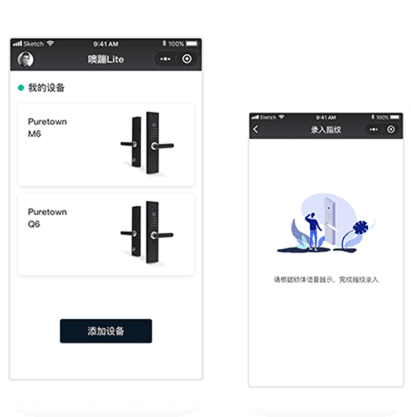 Sketch 9:41 AM 100%
噢蹦Lite
我的设备
Puretown
M6
Puretown
Q6
添加设备
Sketch 9:41 AM 100%
录入指纹
请根据锁体语音提示，完成指纹录入